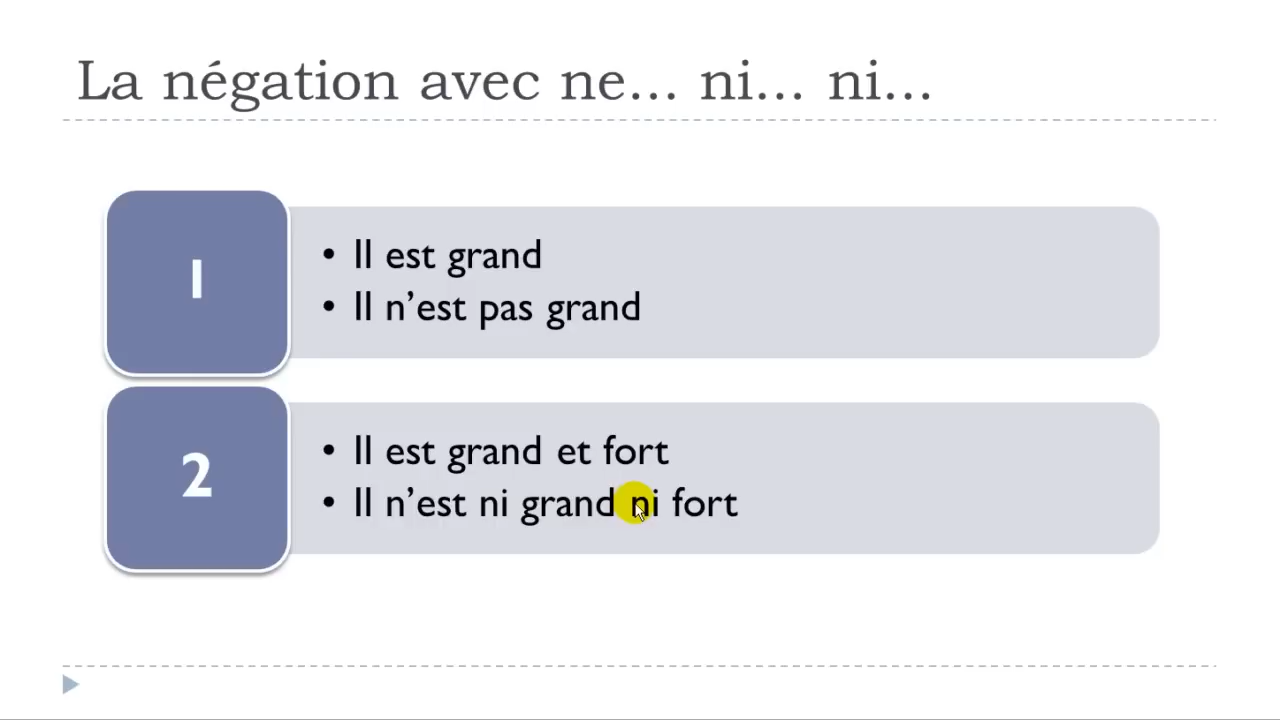 La négation avec ne... ni... ni...
1
• Il est grand
• Il n’est pas grand
2
• Il est grand et fort
• Il n’est ni grand ni fort